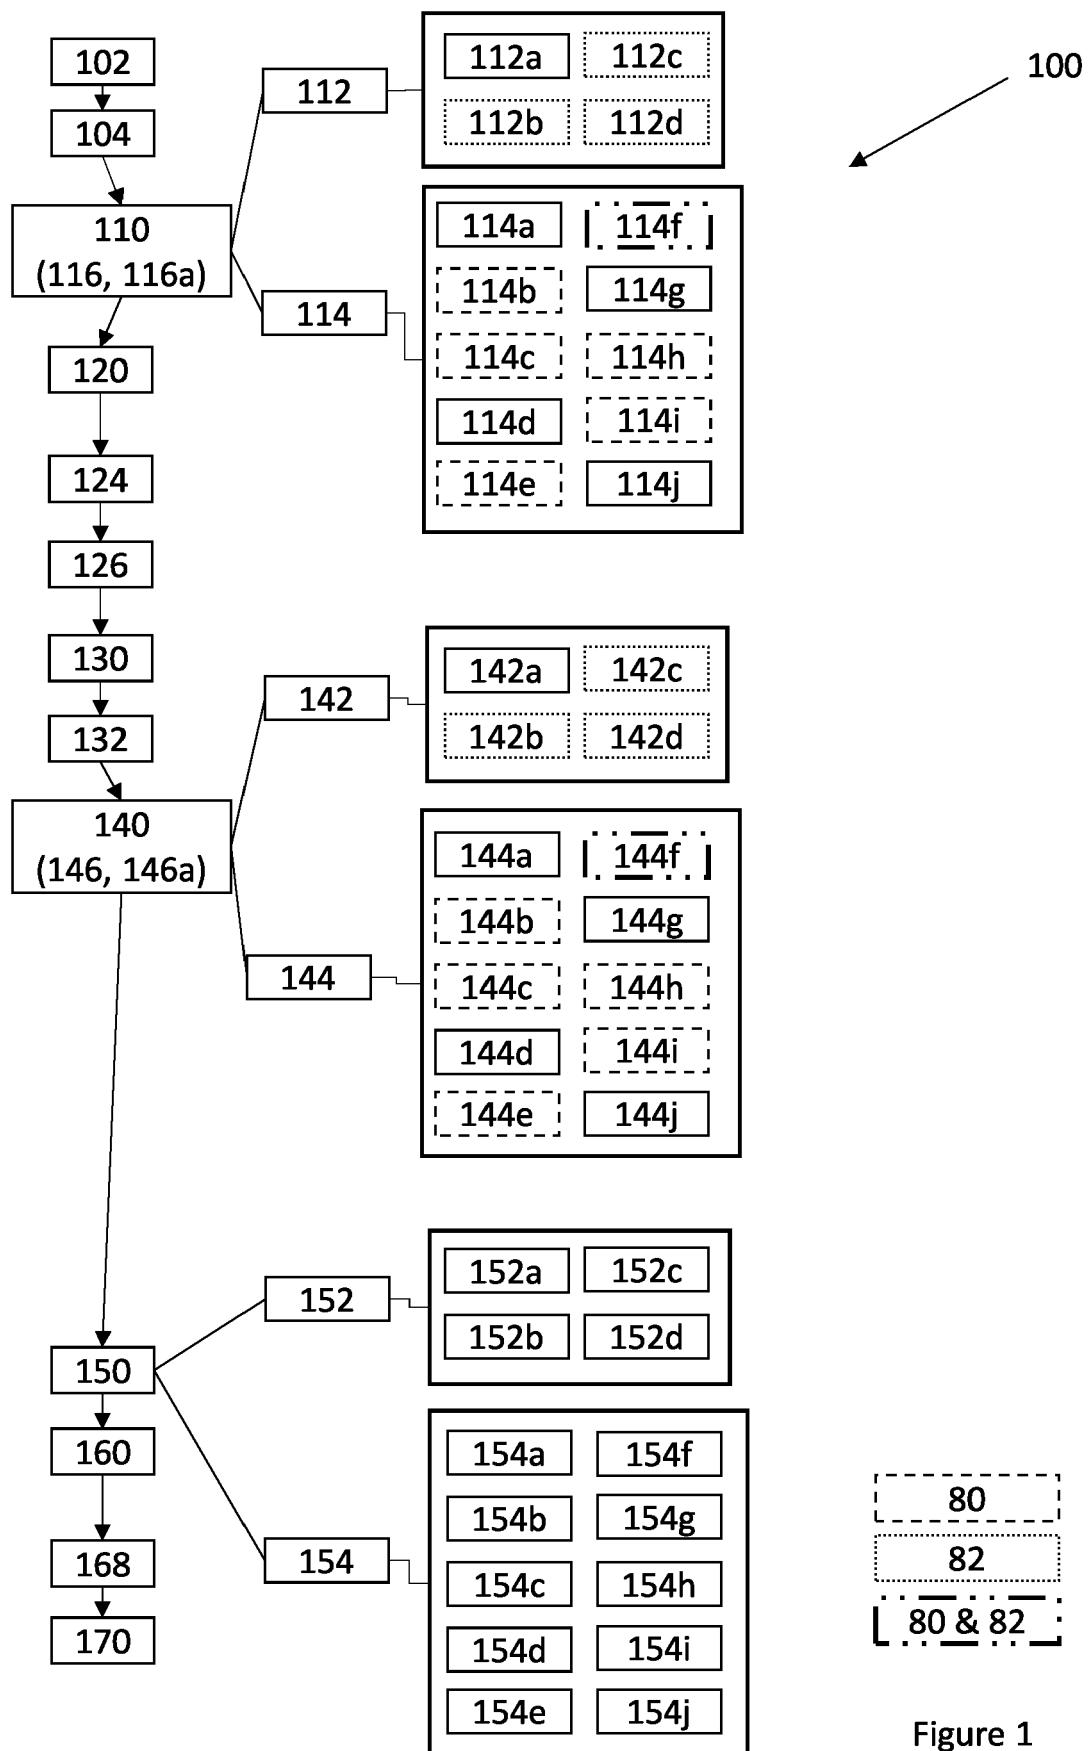 100
102
104
110
(116, 116a)
112
112a 112c
112b 112d
114
114a 114f
114b 114g
114c 114h
114d 114i
114e 114j
120
124
126
130
132
140
(146, 146a)
142
142a 142c
142b 142d
144
144a 144f
144b 144g
144c 144h
144d 144i
144e 144j
150
152
152a 152c
152b 152d
154
154a 154f
154b 154g
154c 154h
154d 154i
154e 154j
160
168
170
80
82
80 & 82
Figure 1